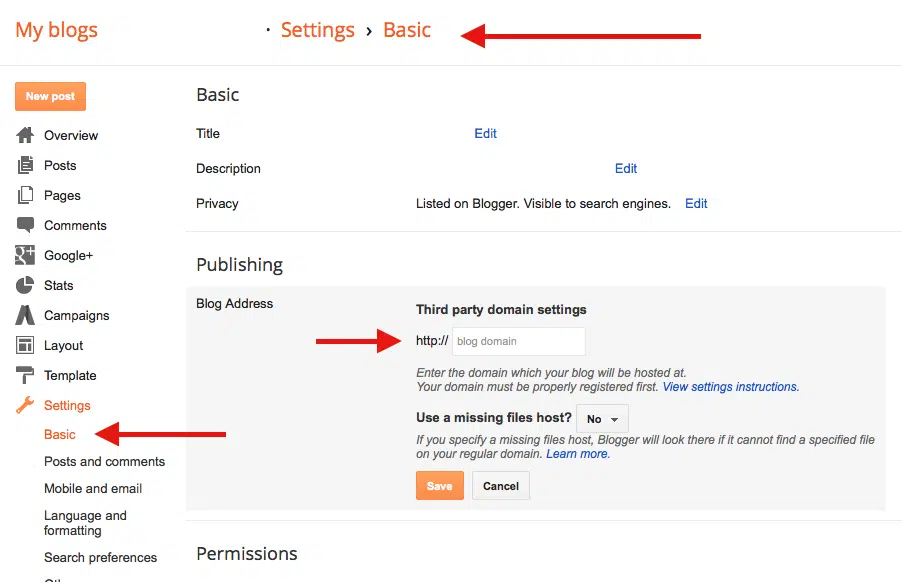 My blogs
· Settings › Basic
New post
Overview
Posts
Pages
Comments
Google+
Stats
Campaigns
Layout
Template
Settings
Basic
Posts and comments
Mobile and email
Language and
formatting
Search preferences
Basic
Title Edit
Description Edit
Privacy Listed on Blogger. Visible to search engines. Edit
Publishing
Blog Address
Third party domain settings
http:// blog domain
Enter the domain which your blog will be hosted at.
Your domain must be properly registered first. View settings instructions.
Use a missing files host? No
If you specify a missing files host, Blogger will look there if it cannot find a specified file
on your regular domain. Learn more.
Save Cancel
Permissions